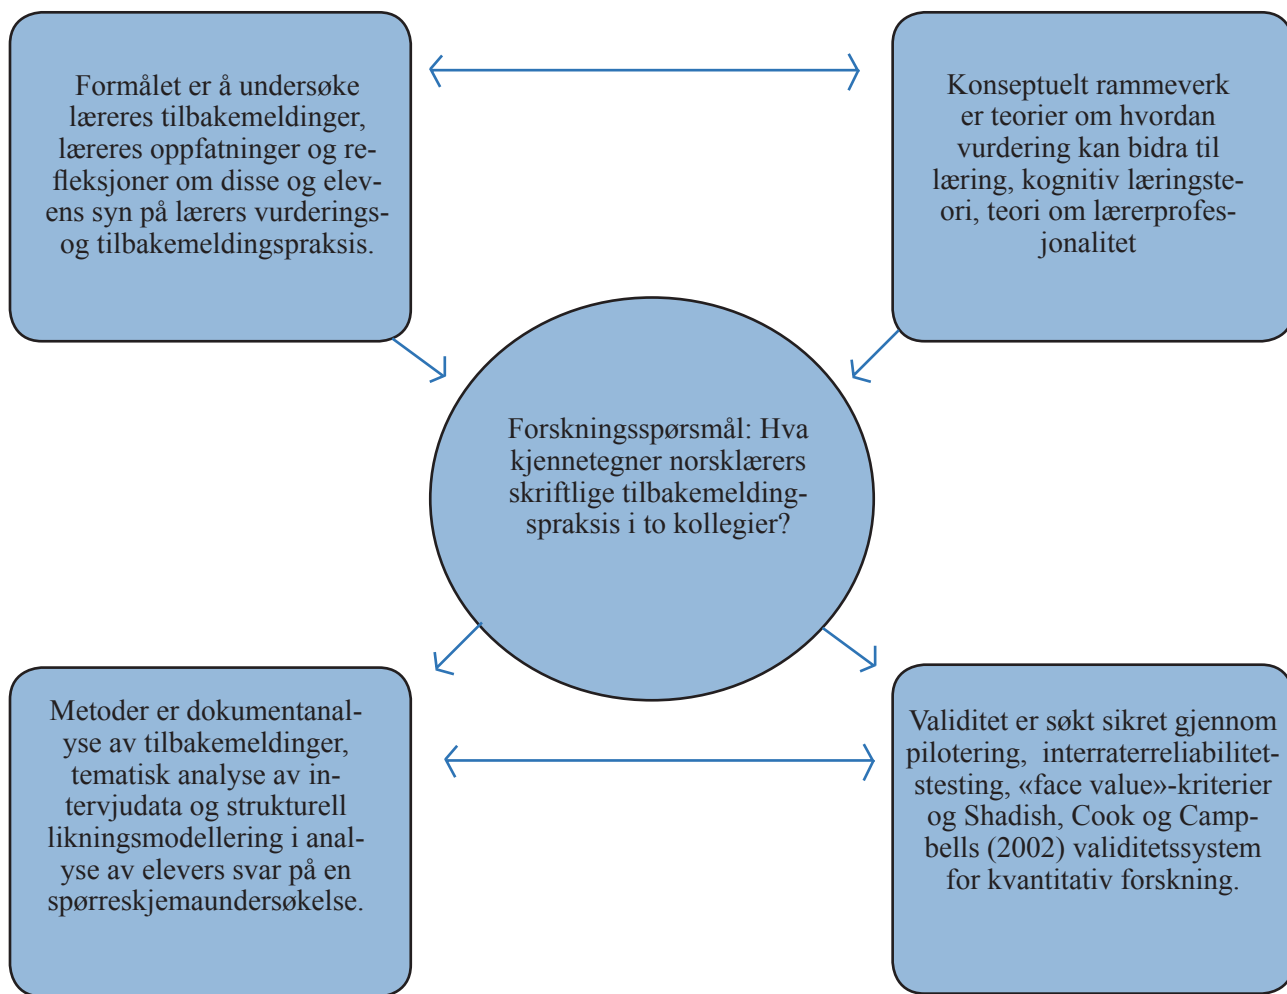 Formålet er å undersøke
læreres tilbakemeldinger,
læreres oppfatninger og re-
fleksjoner om disse og elev-
ens syn på lærers vurderings-
og tilbakemeldingspraksis.
Konseptuelt rammeverk
er teorier om hvordan
vurdering kan bidra til
læring, kognitiv læringste-
ori, teori om lærerprofes-
jonalitet
Forskningsspørsmål: Hva
kjennetegner norsklærers
skriftlige tilbakemelding-
spraksis i to kollegier?
Metoder er dokumentanal-
yse av tilbakemeldinger,
tematisk analyse av in-
tervjudata og strukturell
likningsmodellering i anal-
yse av elevers svar på en
spørreskjemaundersøkelse.
Validitet er søkt sikret gjennom
pilotering, interraterreliabilitet-
stesting, «face value»-kriterier
og Shadish, Cook og Camp-
bells (2002) validitetssystem
for kvantitativ forskning.